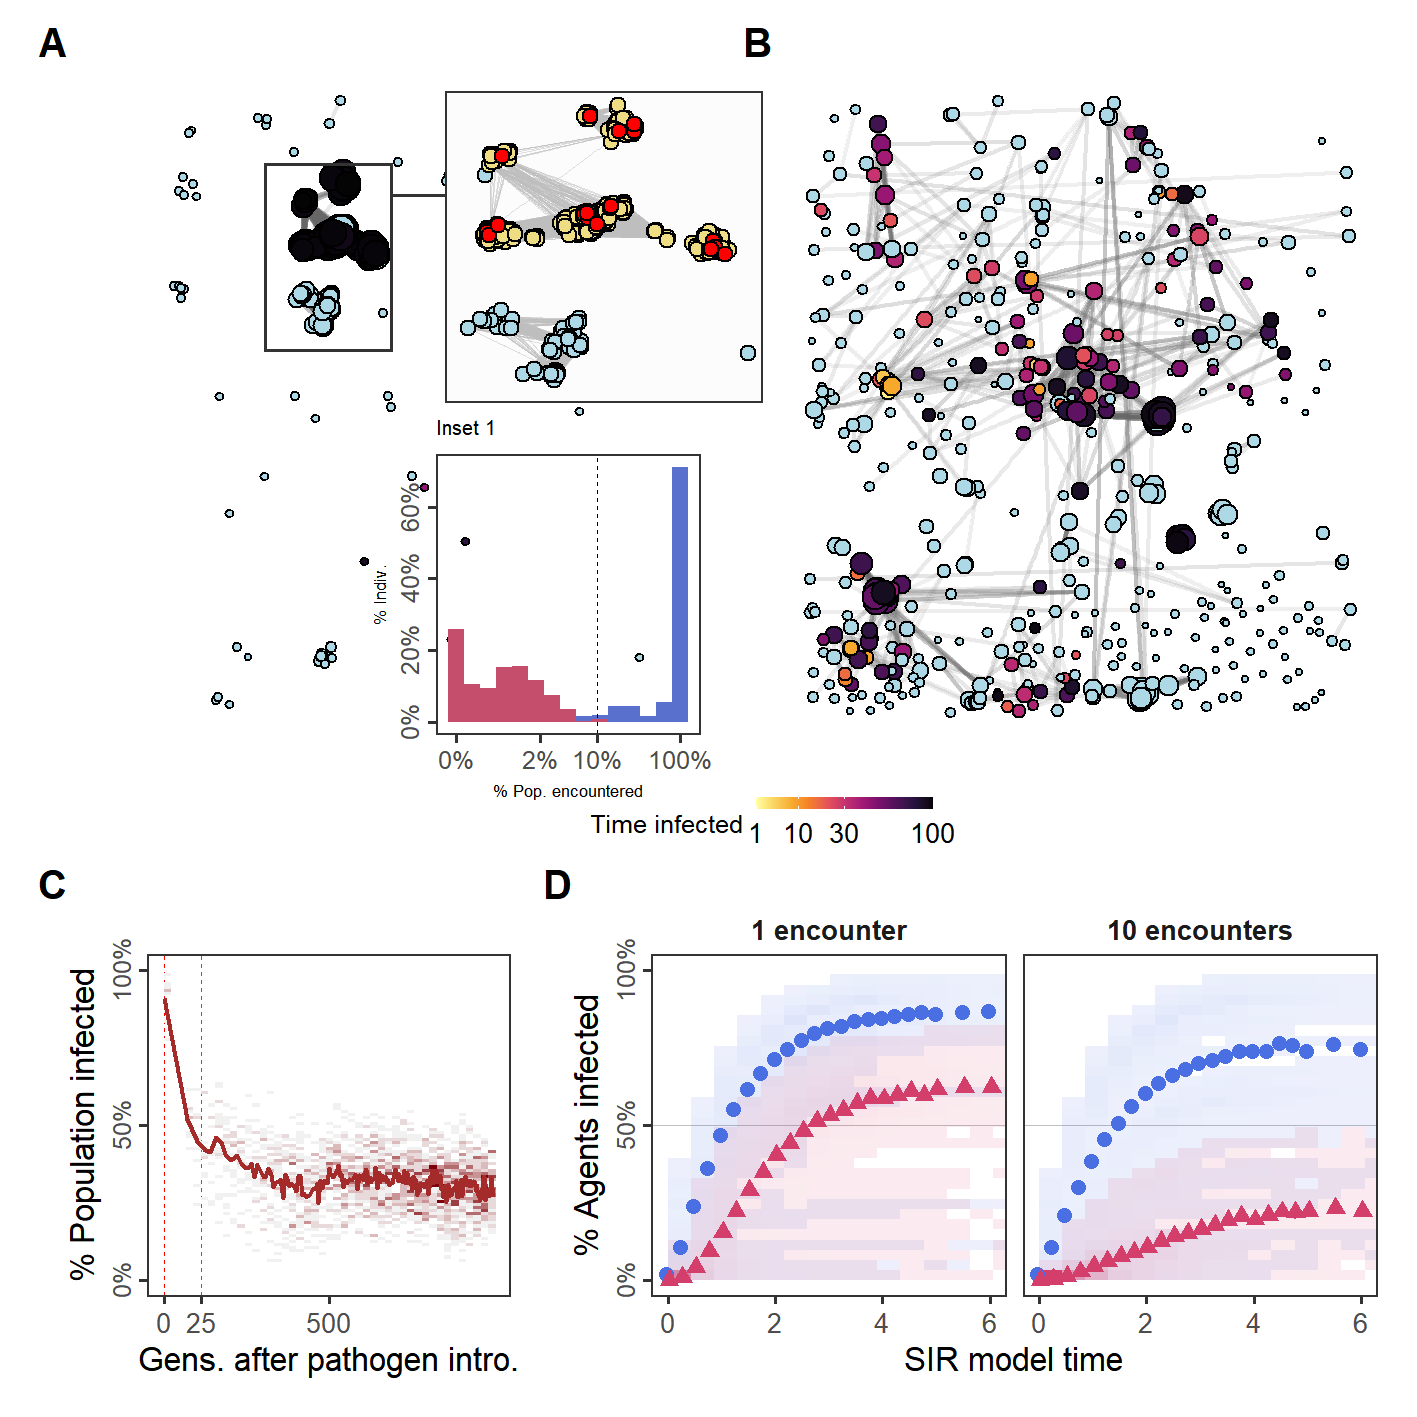 A
B
Inset 1
% Indiv.
60%
40%
20%
0%
0% 2% 10% 100%
% Pop. encountered
Time infected
1 10 30 100
C
D
% Population infected
100%
50%
0%
0 25 500
Gens. after pathogen intro.
1 encounter
10 encounters
% Agents infected
100%
50%
0%
0 2 4 6
0 2 4 6
SIR model time